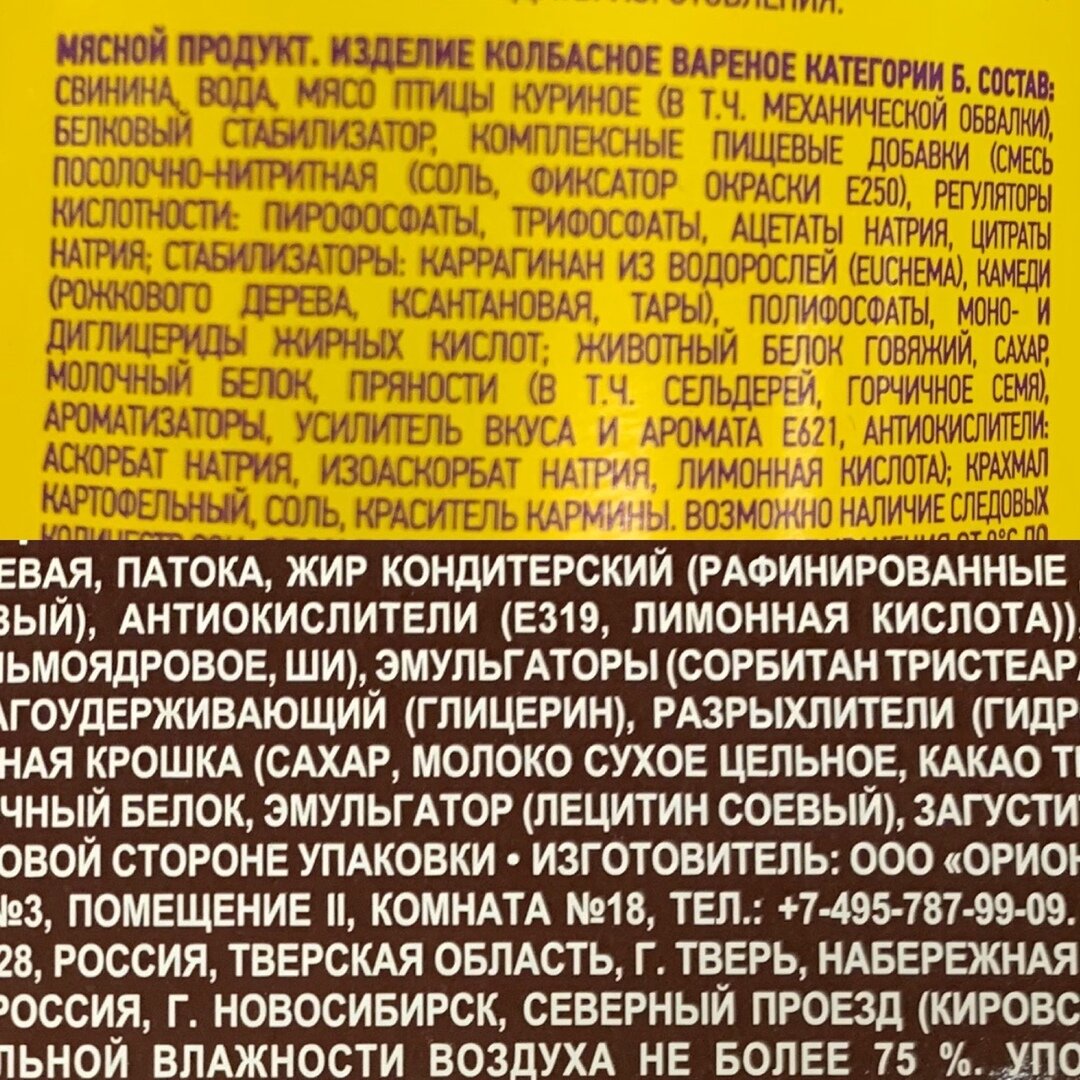 МЯСНОЙ ПРОДУКТ. ИЗДЕЛИЕ КОЛБАСНОЕ ВАРЕНОЕ КАТЕГОРИИ Б. СОСТАВ:
СВИНИНА, ВОДА, МЯСО ПТИЦЫ КУРИНОЕ (В Т.Ч. МЕХАНИЧЕСКОЙ ОБВАЛКИ),
БЕЛКОВЫЙ СТАБИЛИЗАТОР, КОМПЛЕКСНЫЕ ПИЩЕВЫЕ ДОБАВКИ (СМЕСЬ
ПОСОЛОЧНО-НИТРИТНАЯ (СОЛЬ, ФИКСАТОР ОКРАСКИ Е250), РЕГУЛЯТОРЫ
КИСЛОТНОСТИ: ПИРОФОСФАТЫ, ТРИФОСФАТЫ, АЦЕТАТЫ НАТРИЯ, ЦИТРАТЫ
НАТРИЯ; СТАБИЛИЗАТОРЫ: КАРРАГИНАН ИЗ ВОДОРОСЛЕЙ (EUCHEMA), КАМЕДИ
(РОЖКОВОГО ДЕРЕВА, КСАНТАНОВАЯ, ТАРЫ), ПОЛИФОСФАТЫ, МОНО- И
ДИГЛИЦЕРИДЫ ЖИРНЫХ КИСЛОТ; ЖИВОТНЫЙ БЕЛОК ГОВЯЖИЙ, САХАР,
МОЛОЧНЫЙ БЕЛОК, ПРЯНОСТИ (В Т.Ч. СЕЛЬДЕРЕЙ, ГОРЧИЧНОЕ СЕМЯ),
АРОМАТИЗАТОРЫ, УСИЛИТЕЛЬ ВКУСА И АРОМАТА Е621, АНТИОКИСЛИТЕЛИ:
АСКОРБАТ НАТРИЯ, ИЗОАСКОРБАТ НАТРИЯ, ЛИМОННАЯ КИСЛОТА); КРАХМАЛ
КАРТОФЕЛЬНЫЙ, СОЛЬ, КРАСИТЕЛЬ КАРМИНЫ. ВОЗМОЖНО НАЛИЧИЕ СЛЕДОВЫХ
ОТ 0°С ДО
ЕВАЯ, ПАТОКА, ЖИР КОНДИТЕРСКИЙ (РАФИНИРОВАННЫЕ
ВЫЙ), АНТИОКИСЛИТЕЛИ (Е319, ЛИМОННАЯ КИСЛОТА)),
ЛЬМОЯДРОВОЕ, ШИ), ЭМУЛЬГАТОРЫ (СОРБИТАН ТРИСТЕАРА
АГОУДЕРЖИВАЮЩИЙ (ГЛИЦЕРИН), РАЗРЫХЛИТЕЛИ (ГИДР
НАЯ КРОШКА (САХАР, МОЛОКО СУХОЕ ЦЕЛЬНОЕ, КАКАО ТЕ
ЧНЫЙ БЕЛОК, ЭМУЛЬГАТОР (ЛЕЦИТИН СОЕВЫЙ), ЗАГУСТИ
ОВОЙ СТОРОНЕ УПАКОВКИ • ИЗГОТОВИТЕЛЬ: ООО «ОРИОН
№3, ПОМЕЩЕНИЕ II, КОМНАТА №18, ТЕЛ.: +7-495-787-99-09.
28, РОССИЯ, ТВЕРСКАЯ ОБЛАСТЬ, Г. ТВЕРЬ, НАБЕРЕЖНАЯ
РОССИЯ, Г. НОВОСИБИРСК, СЕВЕРНЫЙ ПРОЕЗД (КИРОВС
ЛЬНОЙ ВЛАЖНОСТИ ВОЗДУХА НЕ БОЛЕЕ 75 %. УПО